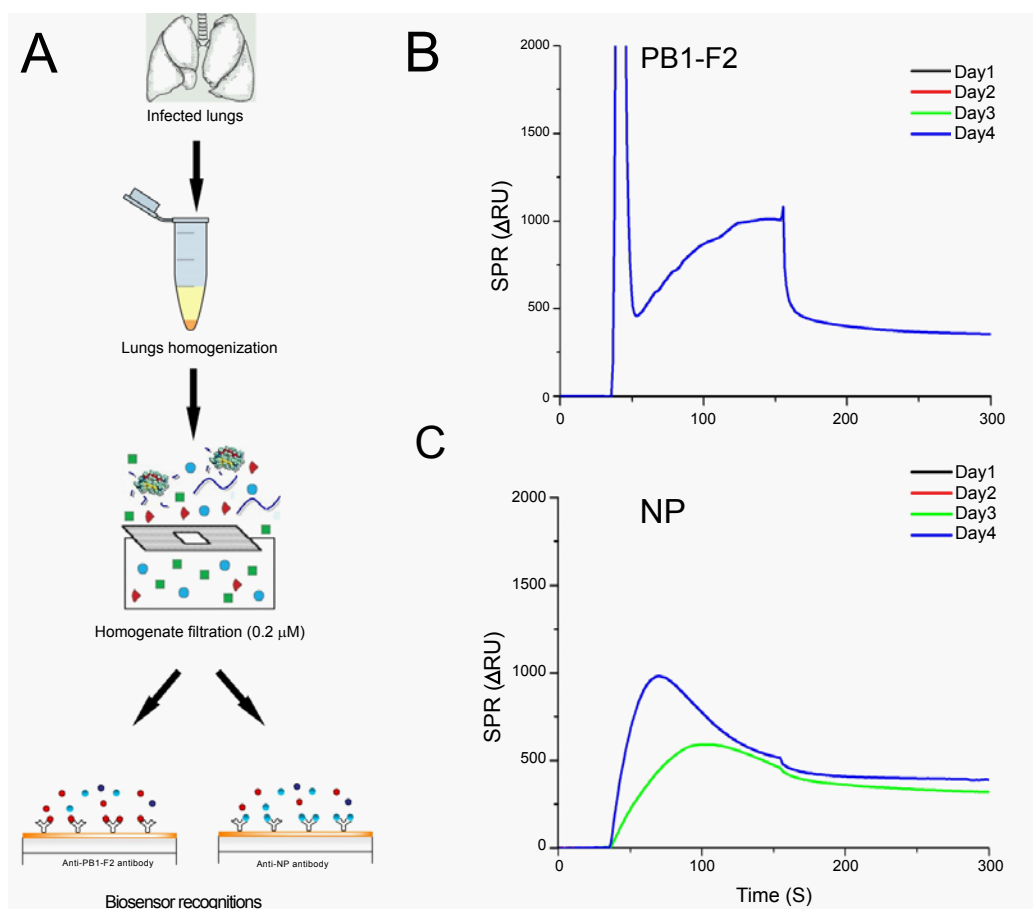 A
Infected lungs
Lungs homogenization
Homogenate filtration (0.2 μM)
Anti-PB1-F2 antibody
Anti-NP antibody
Biosensor recognitions
B
PB1-F2
Day1
Day2
Day3
Day4
SPR (ΔRU)
2000
1500
1000
500
0
0 100 200 300
C
NP
Day1
Day2
Day3
Day4
SPR (ΔRU)
2000
1500
1000
500
0
0 100 200 300
Time (S)